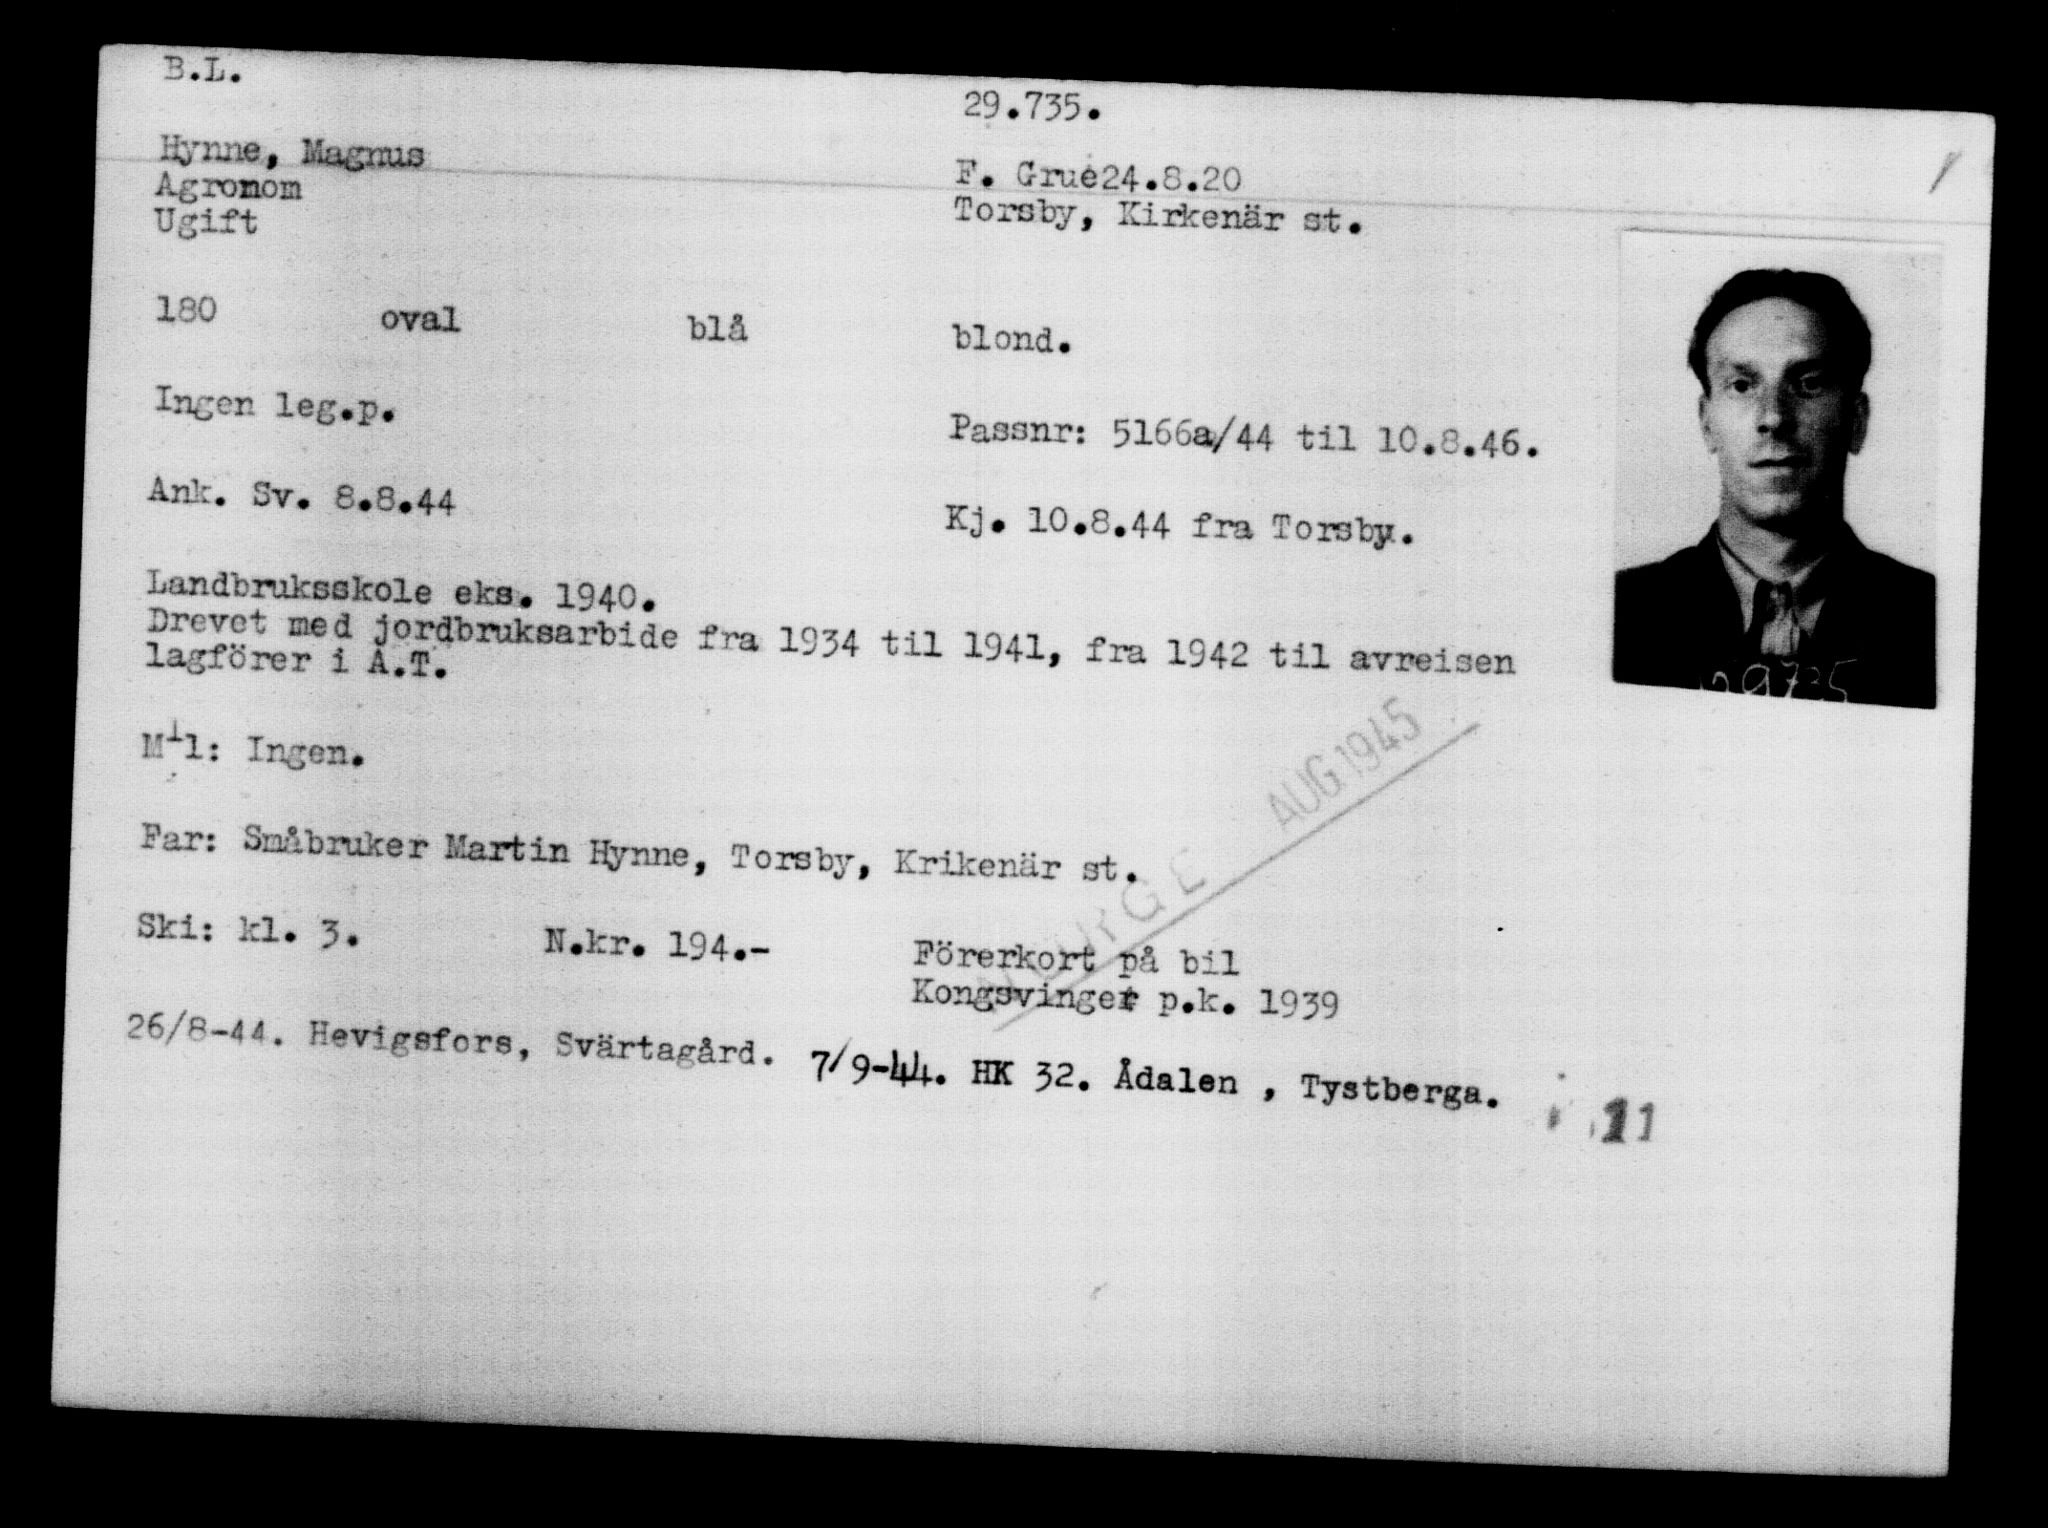 B.L.
29.735.
Hynne, Magnus
F. Grue24.8.20
Agronom
Torsby, Kirkenär st.
Ugift
180 oval blå blond.
Ingen leg.p.
Passnr: 5166a/44 til 10.8.46.
Ank. Sv. 8.8.44
Kj. 10.8.44 fra Torsby.
Landbruksskole eks. 1940.
Drevet med jordbruksarbide fra 1934 til 1941, fra 1942 til avreisen
lagförer i A.T.
29735
Mil: Ingen.
AUG 1945
Far: Småbruker Martin Hynne, Torsby, Krikenär st.
Ski: kl. 3. N.kr. 194.- Förerkort på bil
Kongsvinger p.k. 1939
26/8-44. Hevigsfors, Svärtagård. 7/9-44. HK 32. Ådalen , Tystberga.